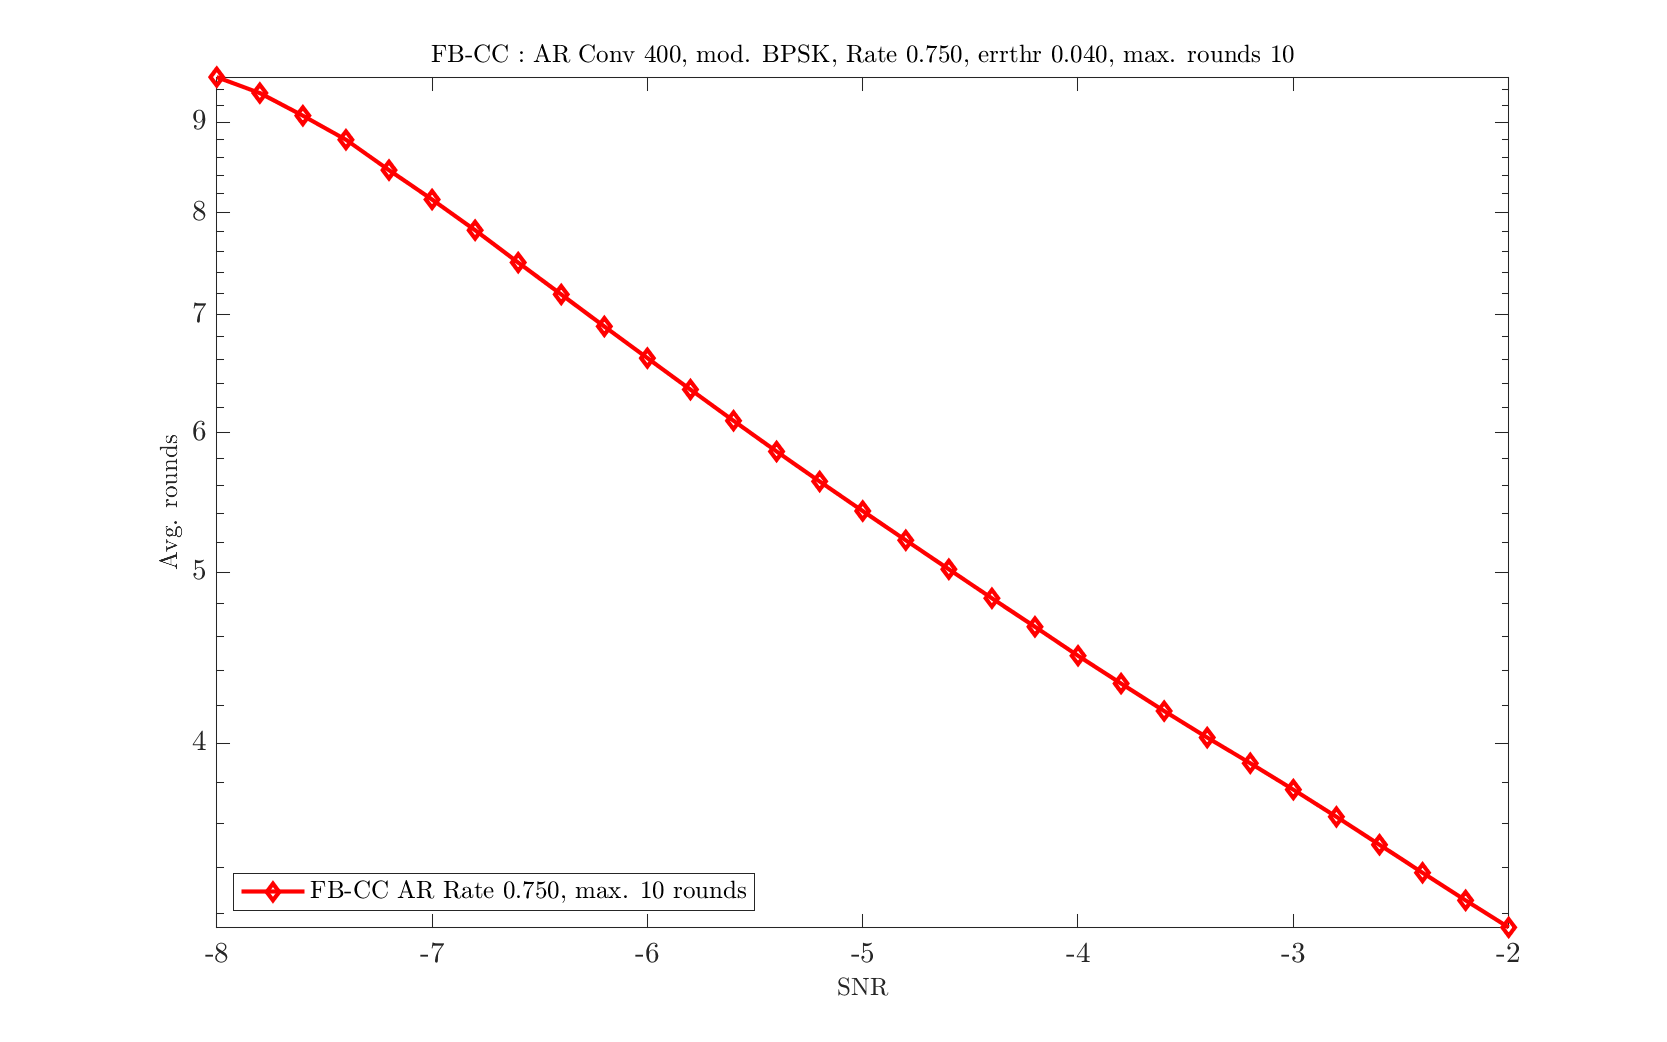 FB-CC : AR Conv 400, mod. BPSK, Rate 0.750, errthr 0.040, max. rounds 10
9
8
7
6
5
4
Avg. rounds
FB-CC AR Rate 0.750, max. 10 rounds
-8 -7 -6 -5 -4 -3 -2
SNR